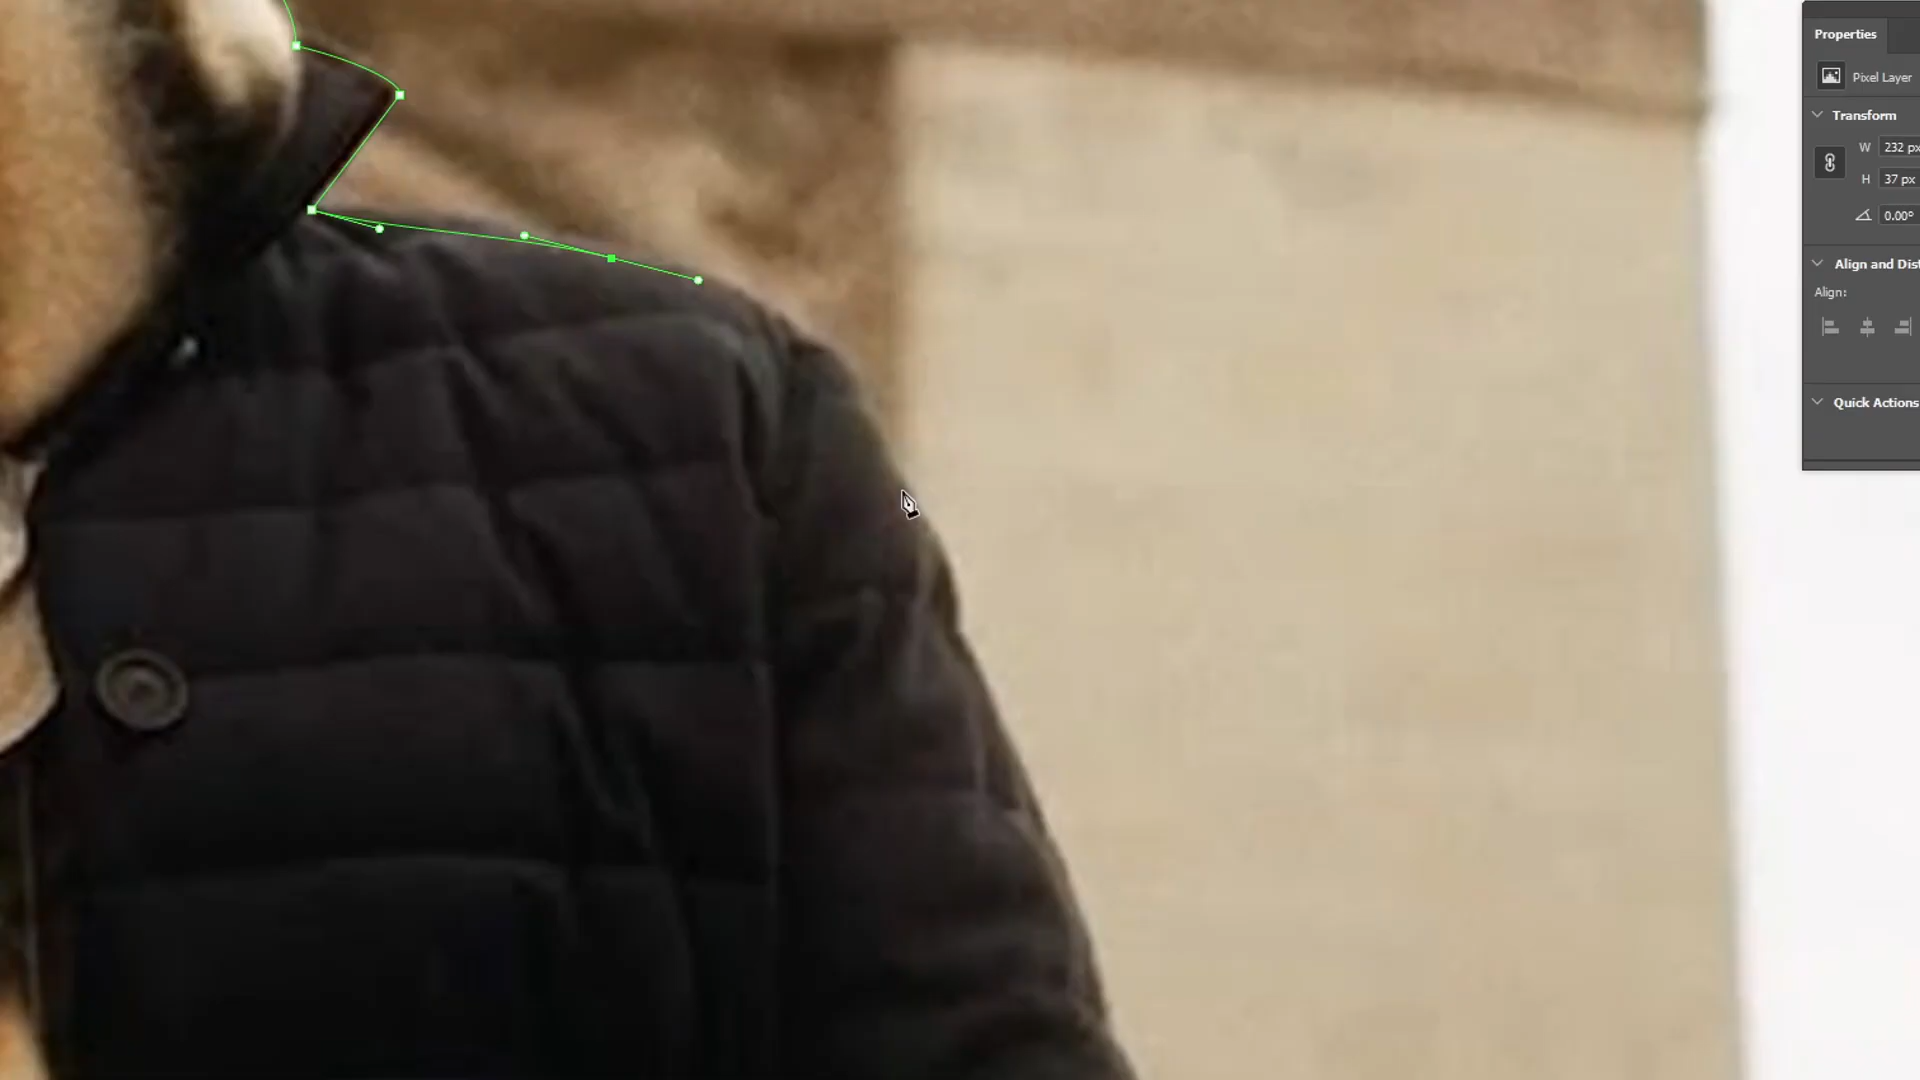 Properties
Pixel Layer
Transform
W 232 px
H 37 px
0.00°
Align and Dist
Align:
Quick Actions